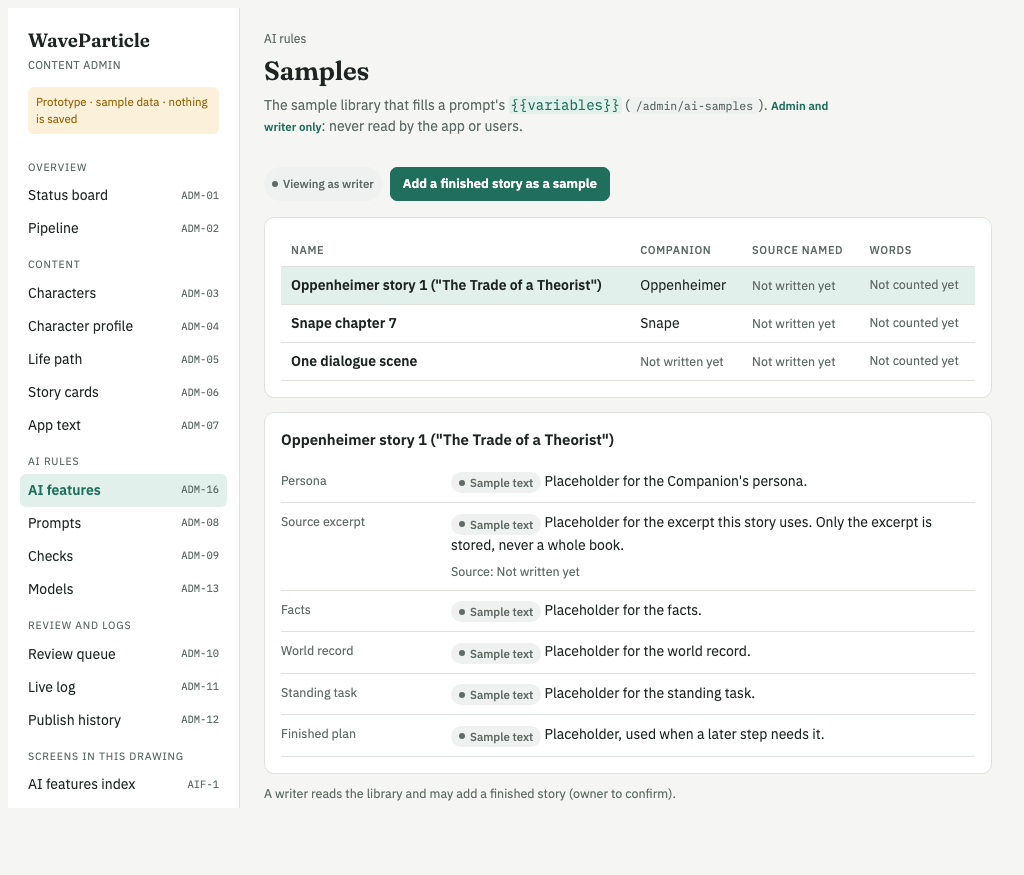 WaveParticle
CONTENT ADMIN
Prototype · sample data · nothing
is saved
OVERVIEW
Status board ADM-01
Pipeline ADM-02
CONTENT
Characters ADM-03
Character profile ADM-04
Life path ADM-05
Story cards ADM-06
App text ADM-07
AI RULES
AI features ADM-16
Prompts ADM-08
Checks ADM-09
Models ADM-13
REVIEW AND LOGS
Review queue ADM-10
Live log ADM-11
Publish history ADM-12
SCREENS IN THIS DRAWING
AI features index AIF-1
AI rules
Samples
The sample library that fills a prompt's {{variables}} ( /admin/ai-samples ). Admin and
writer only: never read by the app or users.
Viewing as writer
Add a finished story as a sample
NAME COMPANION SOURCE NAMED WORDS
Oppenheimer story 1 ("The Trade of a Theorist") Oppenheimer Not written yet Not counted yet
Snape chapter 7 Snape Not written yet Not counted yet
One dialogue scene Not written yet Not written yet Not counted yet
Oppenheimer story 1 ("The Trade of a Theorist")
Persona Sample text Placeholder for the Companion's persona.
Source excerpt Sample text Placeholder for the excerpt this story uses. Only the excerpt is
stored, never a whole book.
Source: Not written yet
Facts Sample text Placeholder for the facts.
World record Sample text Placeholder for the world record.
Standing task Sample text Placeholder for the standing task.
Finished plan Sample text Placeholder, used when a later step needs it.
A writer reads the library and may add a finished story (owner to confirm).